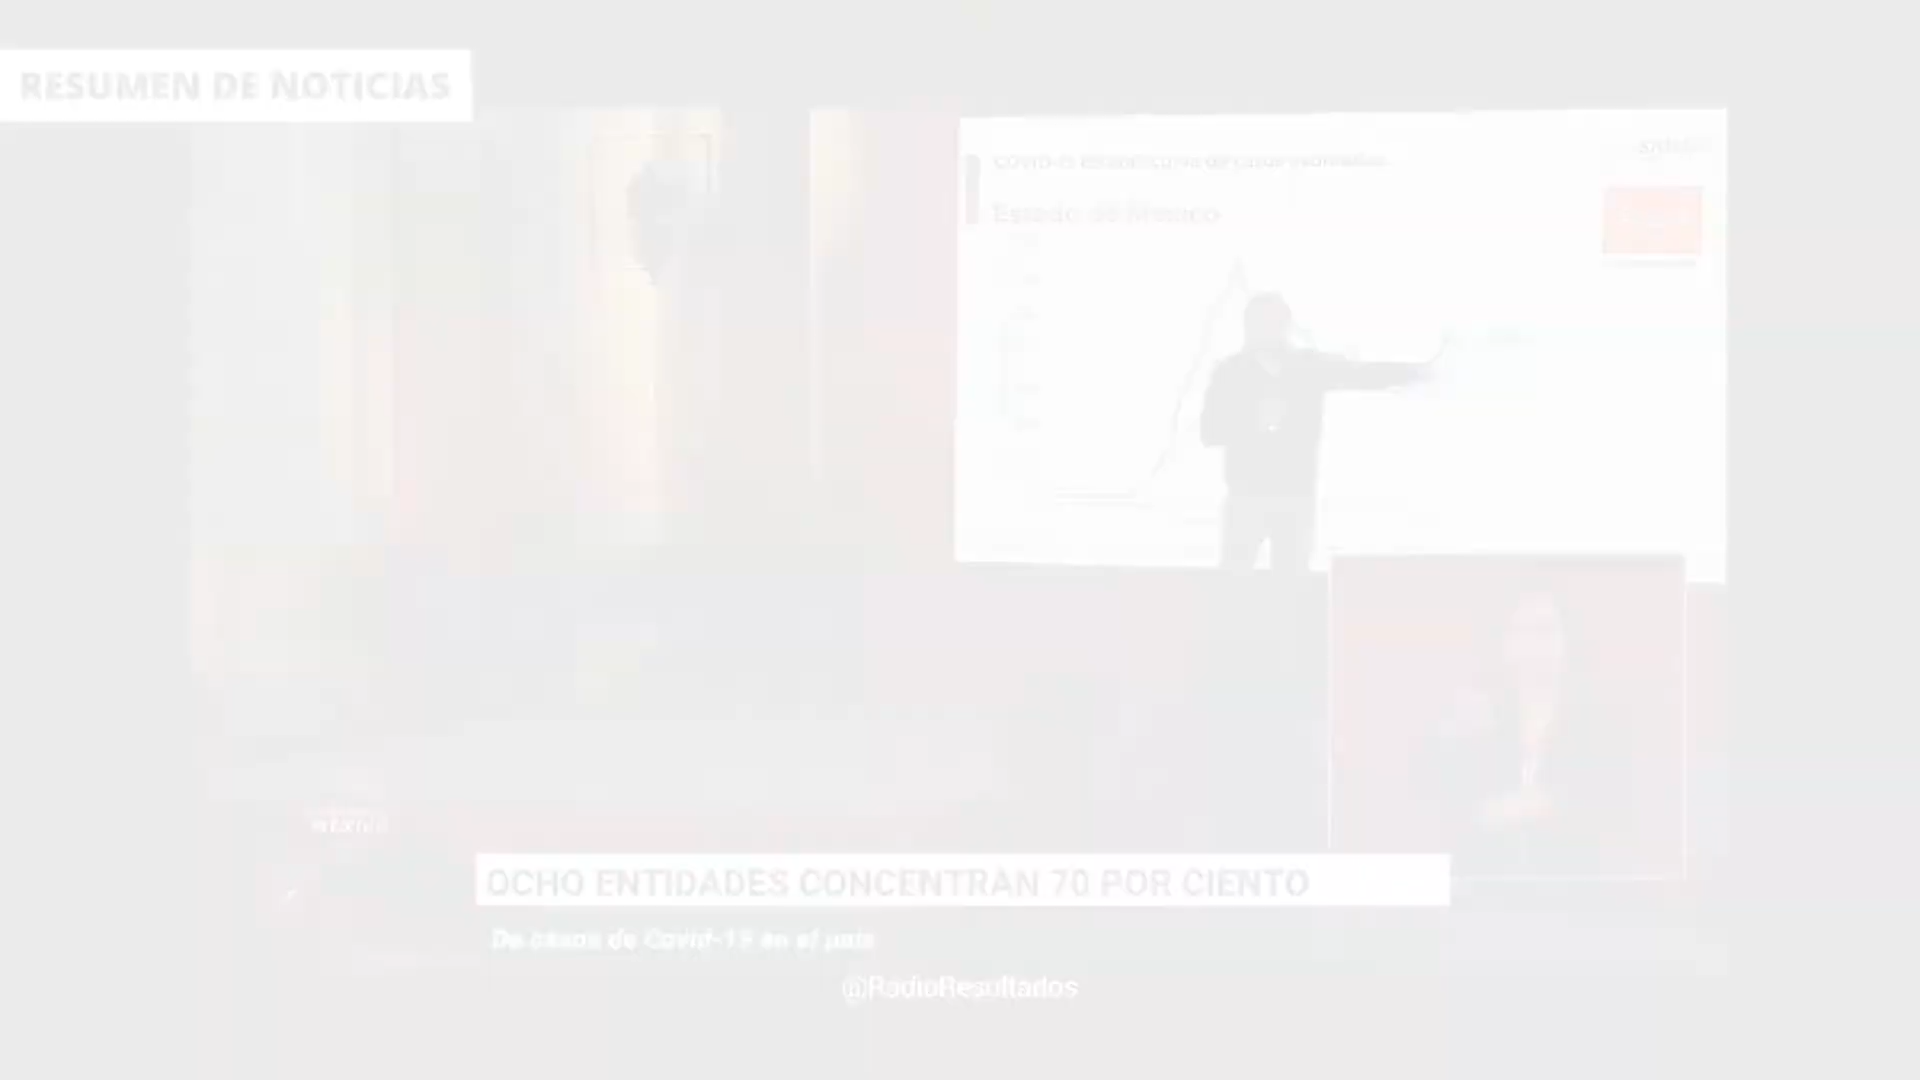 RESUMEN DE NOTICIAS
Estado de México
MÉXICO
OCHO ENTIDADES CONCENTRAN 70 POR CIENTO
De casos de Covid-19 en el país
@RadioResultados